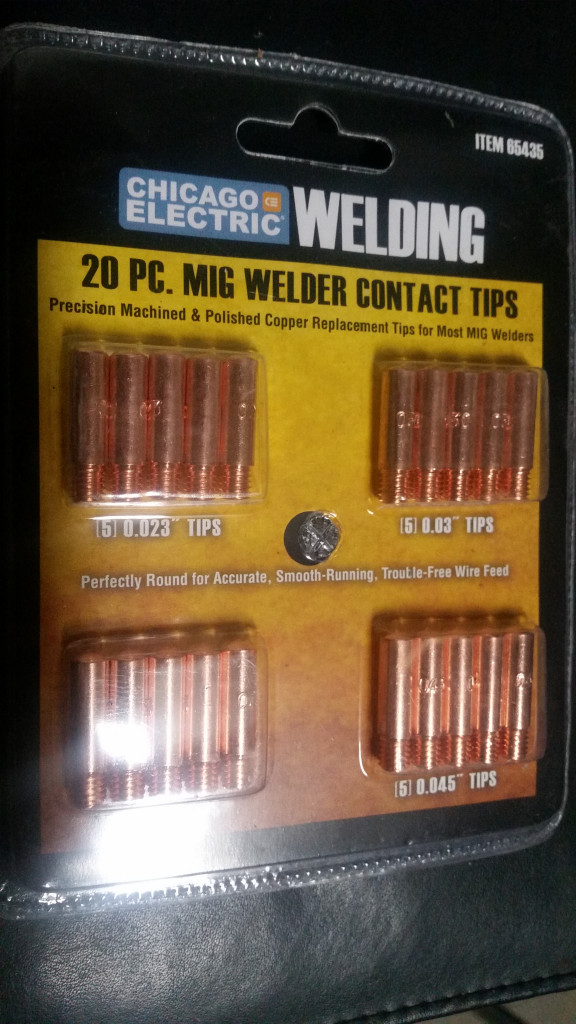 ITEM 65435
CHICAGO
ELECTRIC
WELDING
20 PC. MIG WELDER CONTACT TIPS
Precision Machined & Polished Copper Replacement Tips for Most MIG Welders
[5] 0.023" TIPS
[5] 0.03" TIPS
Perfectly Round for Accurate, Smooth-Running, Trouble-Free Wire Feed
[5] 0.045" TIPS